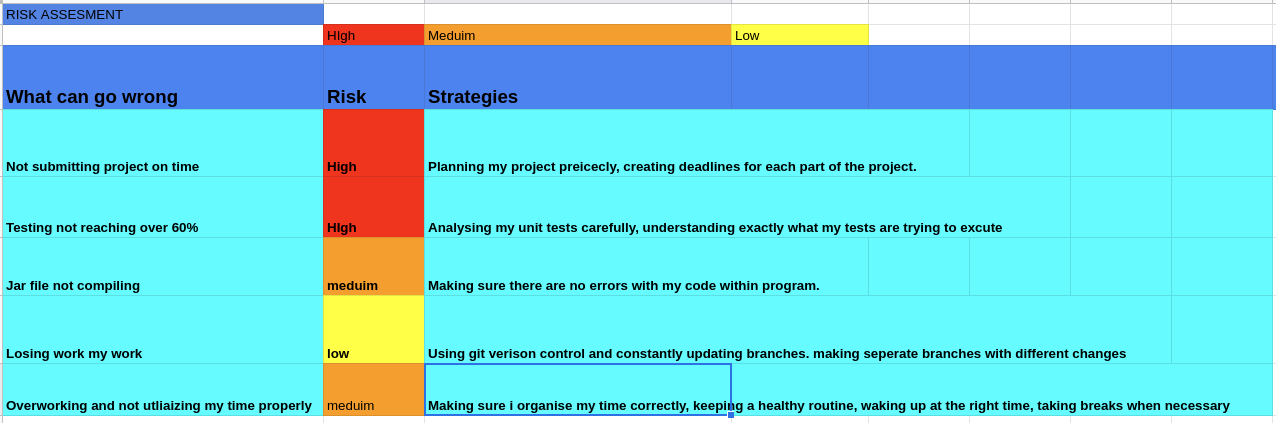 RISK ASSESMENT
HIgh Meduim Low
What can go wrong Risk Strategies
Not submitting project on time High Planning my project preicecly, creating deadlines for each part of the project.
Testing not reaching over 60% HIgh Analysing my unit tests carefully, understanding exactly what my tests are trying to excute
Jar file not compiling meduim Making sure there are no errors with my code within program.
Losing work my work low Using git verison control and constantly updating branches. making seperate branches with different changes
Overworking and not utliaizing my time properly meduim Making sure i organise my time correctly, keeping a healthy routine, waking up at the right time, taking breaks when necessary